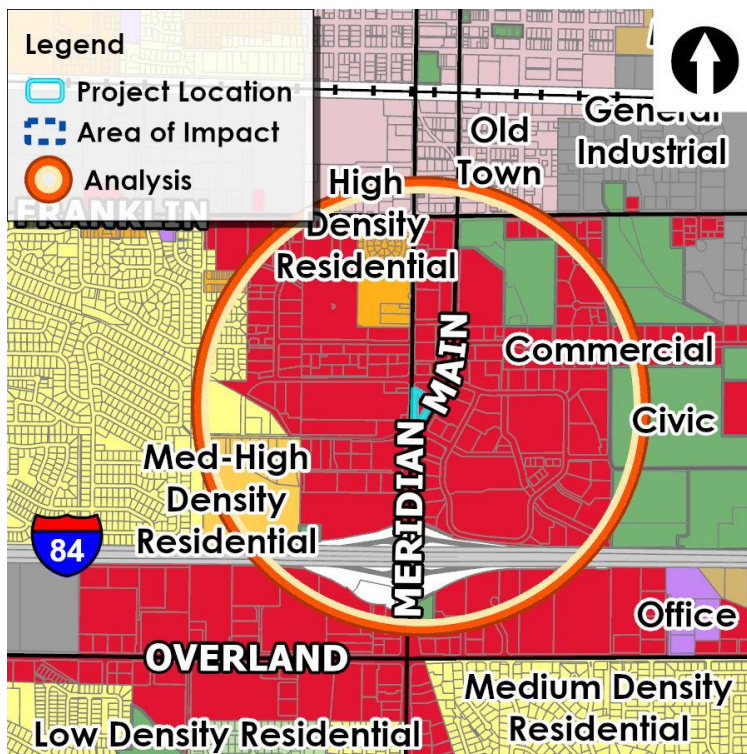 Legend
Project Location
Area of Impact
Analysis
Old
Town
General
Industrial
FRANKLIN
High
Density
Residential
MAIN
Commercial
Civic
MERIDIAN
Med-High
Density
Residential
84
Office
OVERLAND
Medium Density
Residential
Low Density Residential